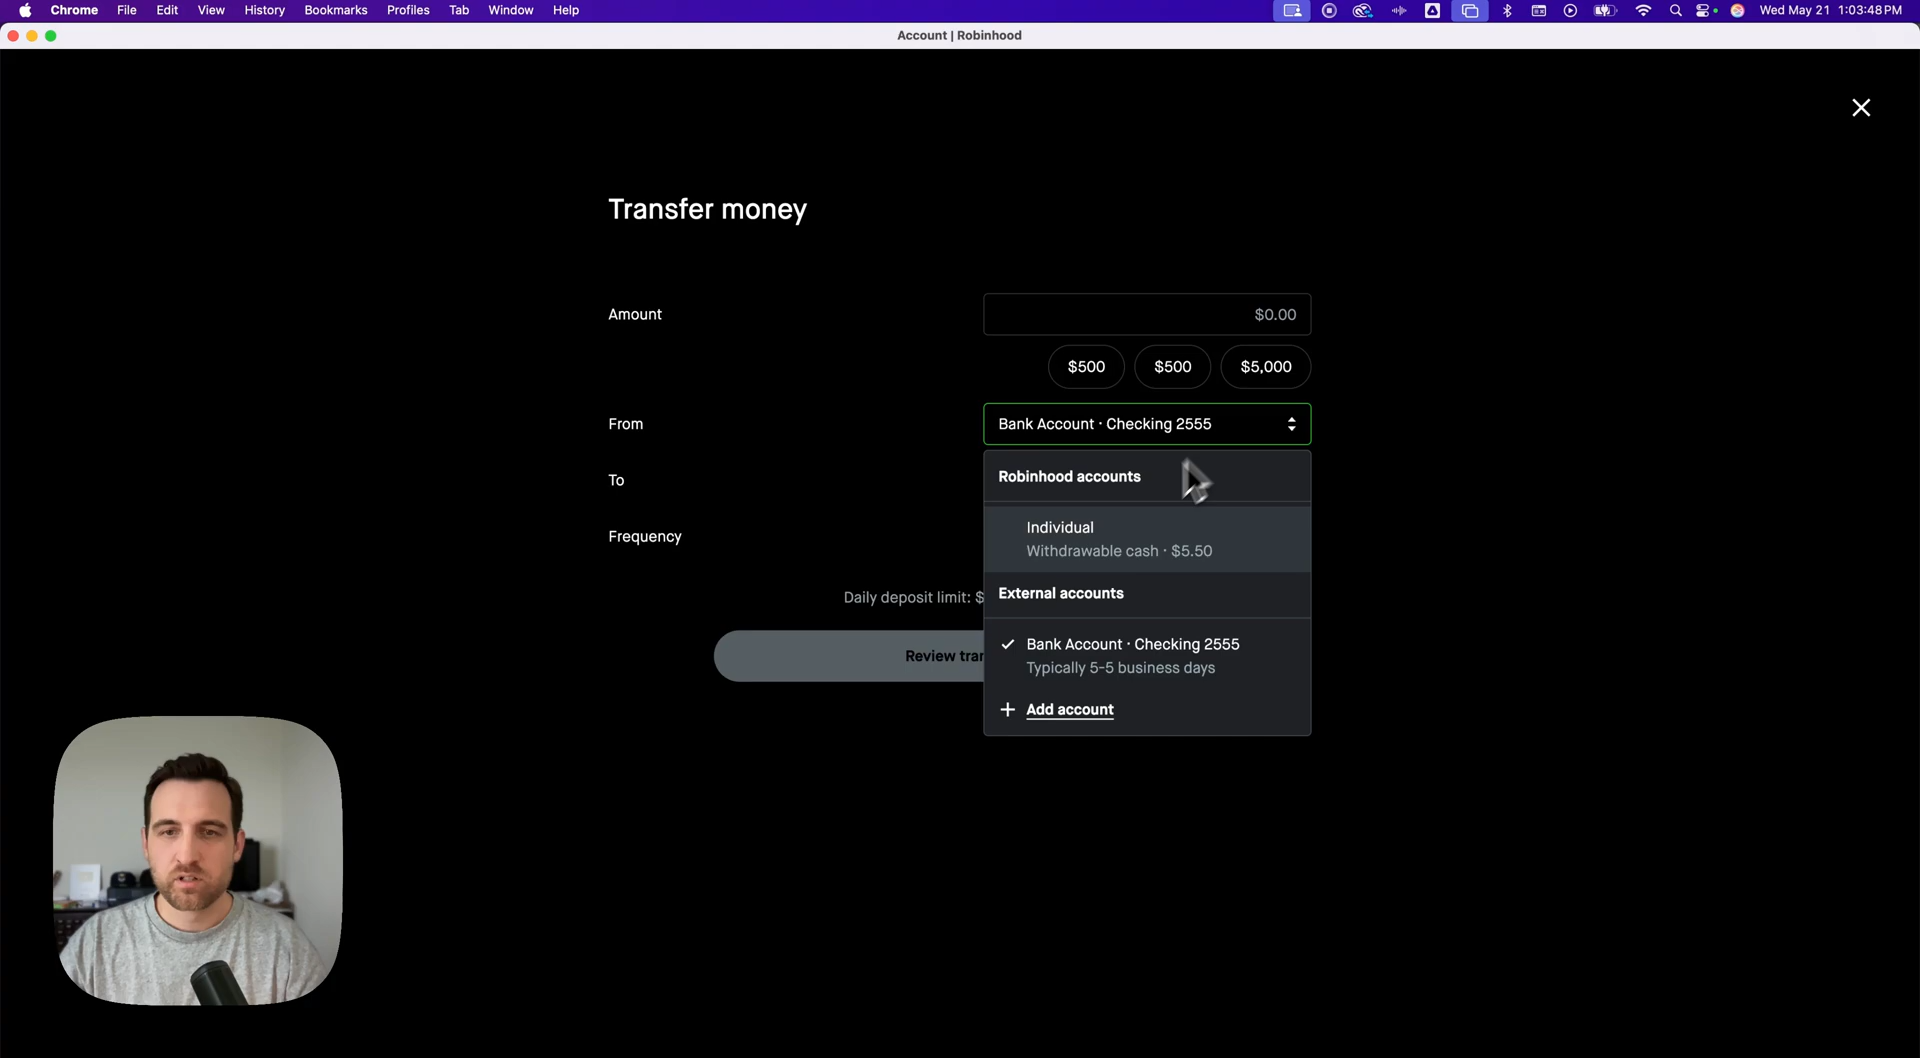 Chrome File Edit View History Bookmarks Profiles Tab Window Help Wed May 21 1:03:48 PM
Account | Robinhood
Transfer money
Amount
$0.00
$500 $500 $5,000
From
Bank Account · Checking 2555
To
Robinhood accounts
Individual
Withdrawable cash · $5.50
Frequency
External accounts
Daily deposit limit: $
Bank Account · Checking 2555
Typically 5-5 business days
Review tran
Add account